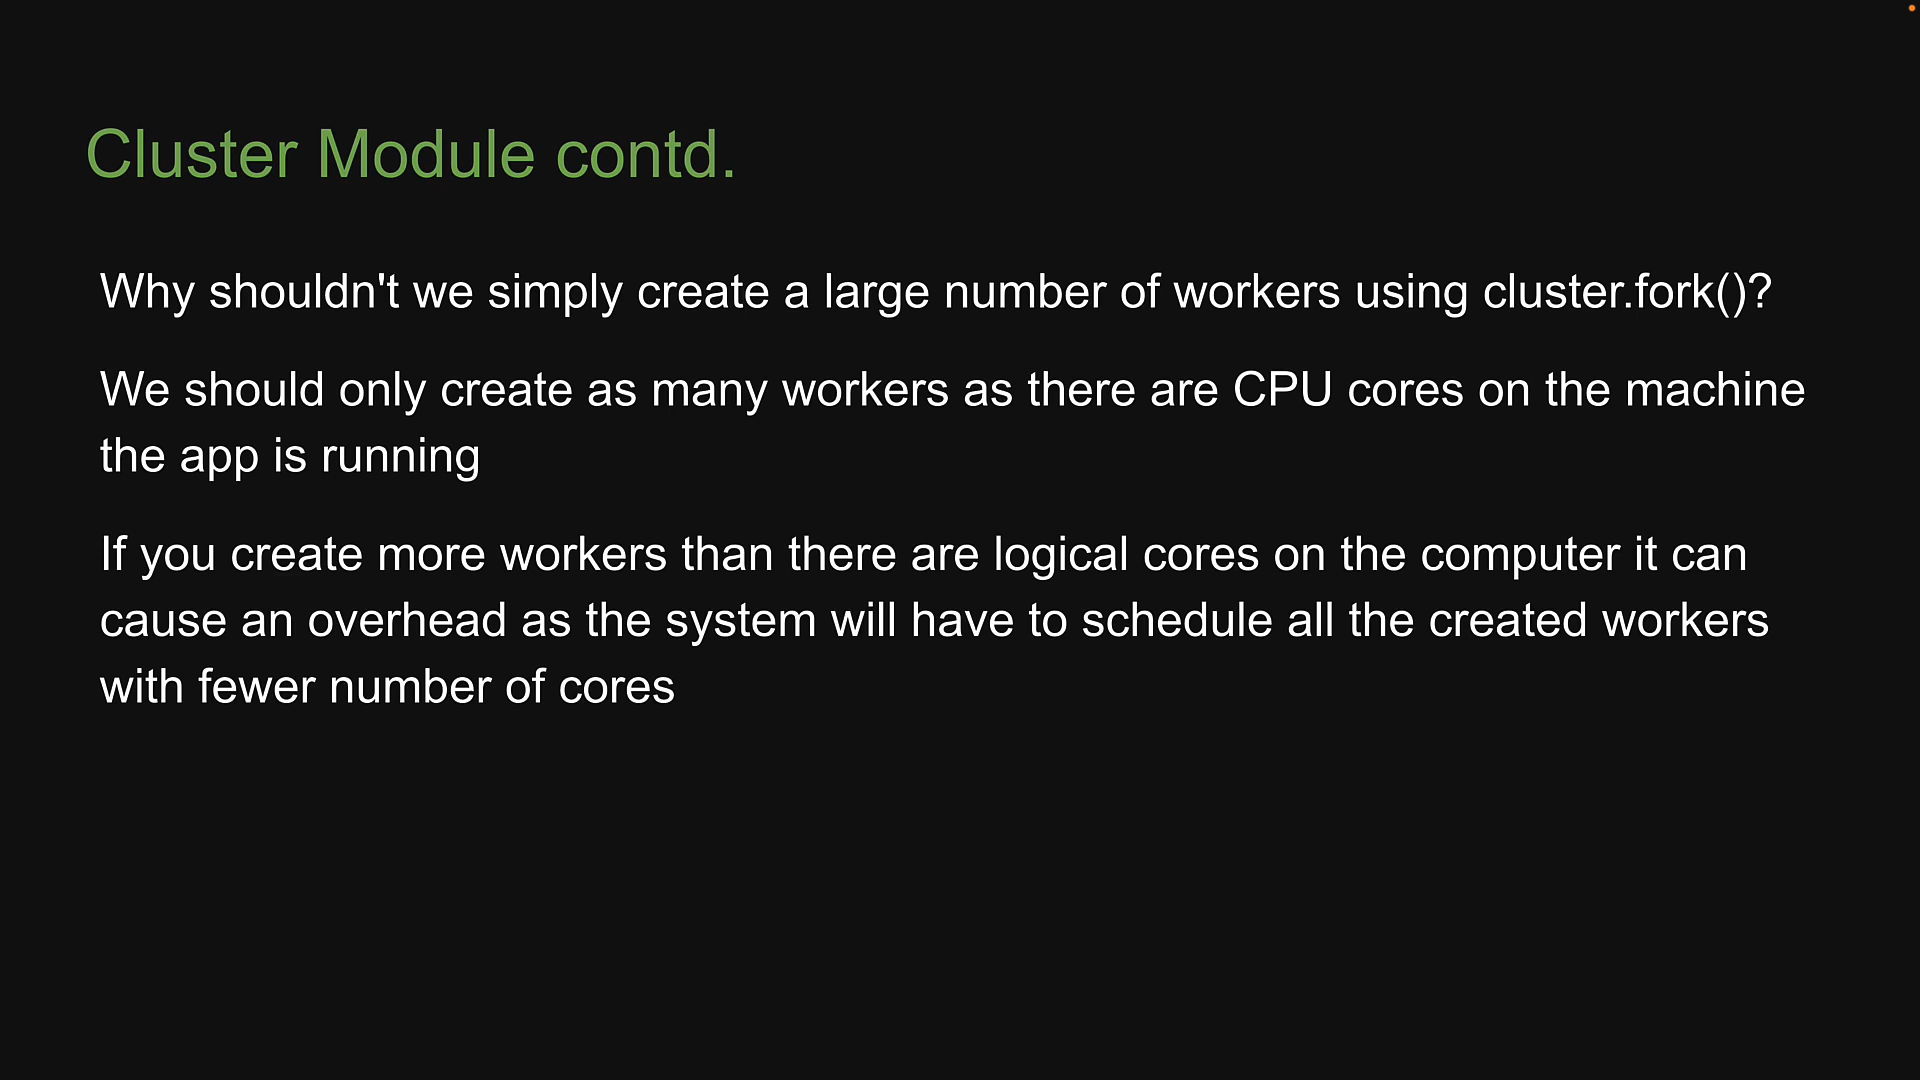 Cluster Module contd.
Why shouldn't we simply create a large number of workers using cluster.fork()?
We should only create as many workers as there are CPU cores on the machine
the app is running
If you create more workers than there are logical cores on the computer it can
cause an overhead as the system will have to schedule all the created workers
with fewer number of cores